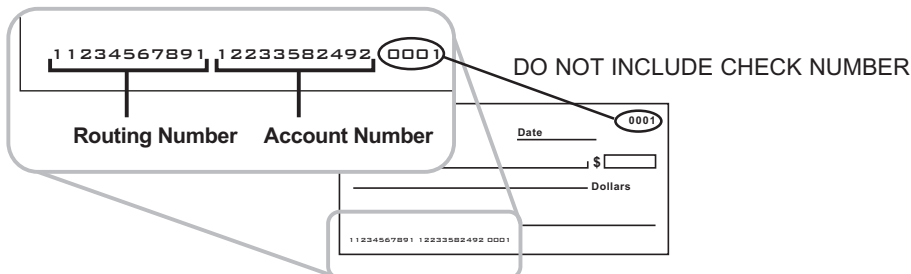 11234567891 12233582492 0001
DO NOT INCLUDE CHECK NUMBER
Routing Number Account Number
0001
Date
$
Dollars
11234567891 12233582492 0001